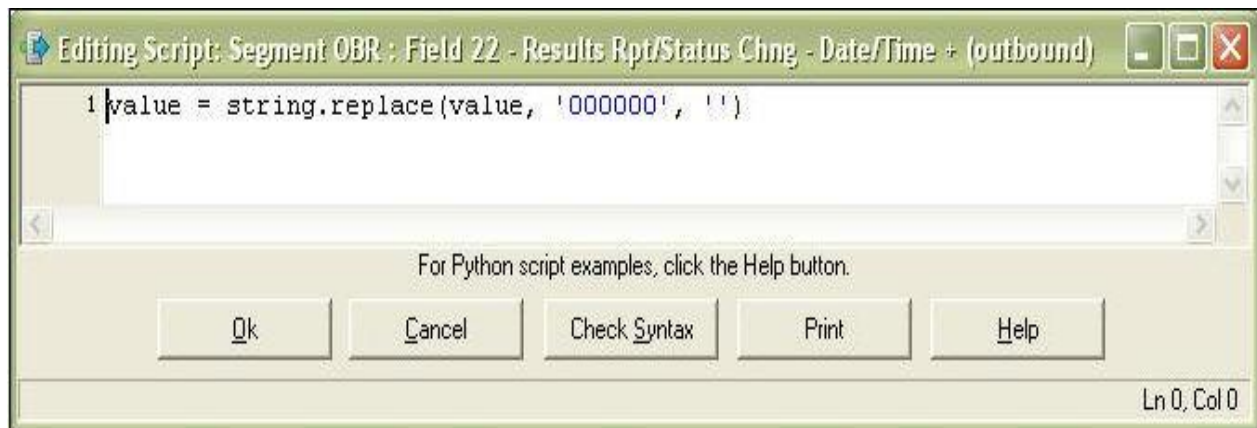 Editing Script: Segment OBR : Field 22 - Results Rpt/Status Chng - Date/Time + (outbound)
1 value = string.replace(value, '000000', '')
For Python script examples, click the Help button.
Ok Cancel Check Syntax Print Help
Ln 0, Col 0